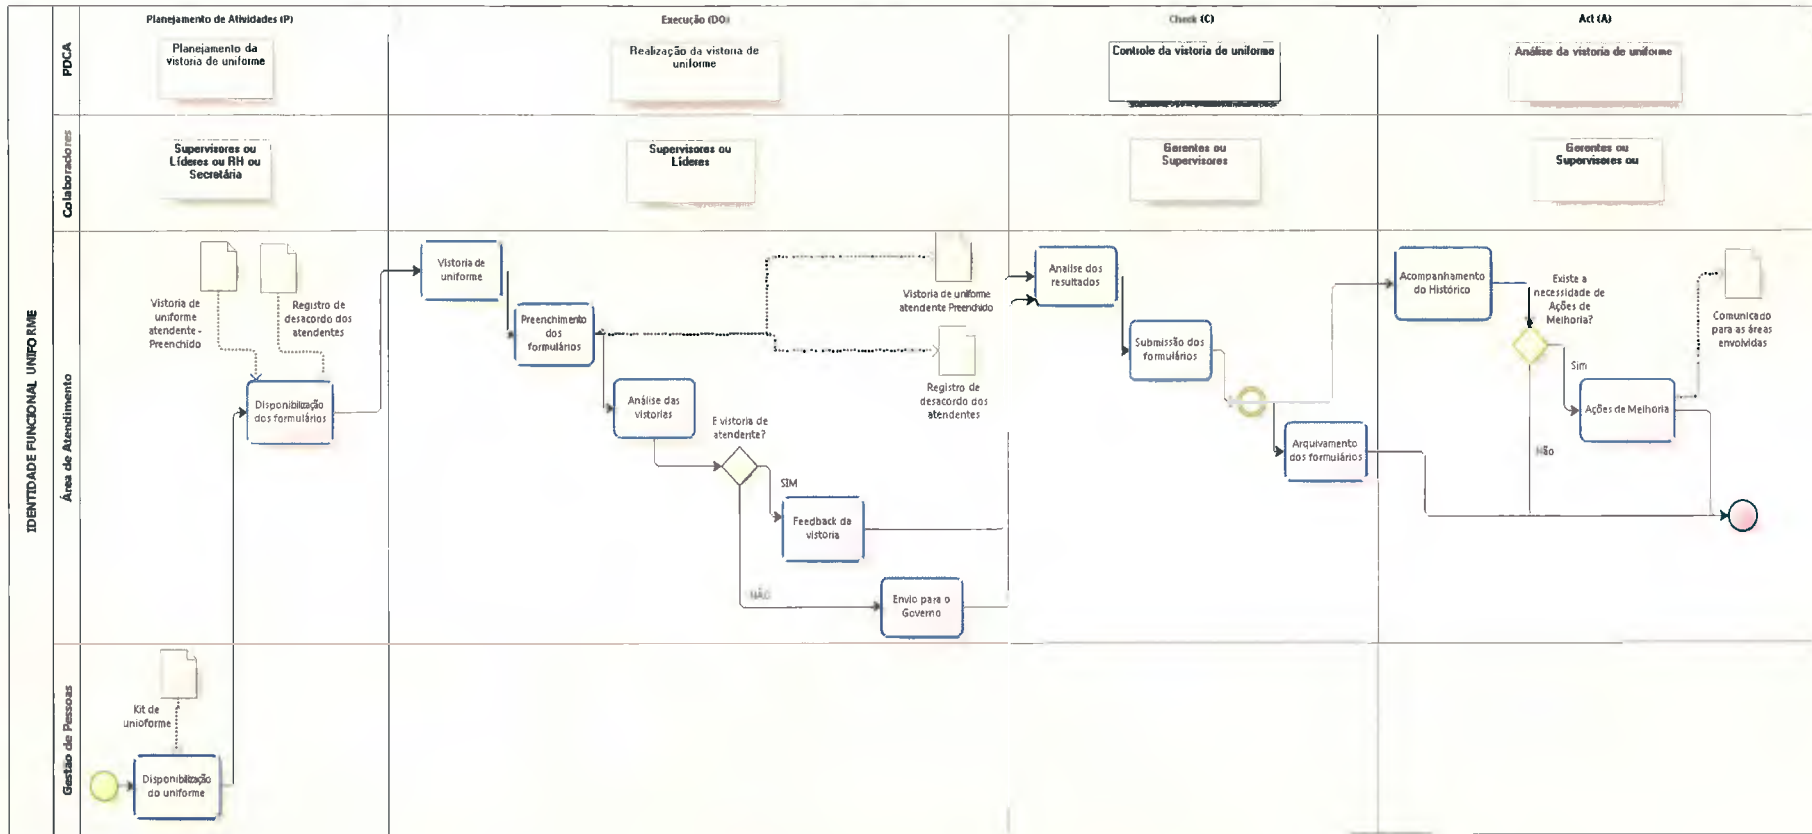 Planejamento de Atividades (P)
Execução (DO)
Check (C)
Act (A)
IDENTIDADE FUNCIONAL UNIFORME
PDCA
Planejamento da
vistoria de uniforme
Realização da vistoria de
uniforme
Controle da vistoria de uniforme
Análise da vistoria de uniforme
Colaboradores
Supervisores ou
Líderes ou RH ou
Secretária
Supervisores ou
Líderes
Gerentes ou
Supervisores
Gerentes ou
Supervisores ou
Área de Atendimento
Vistoria de
uniforme
atendente -
Preenchido
Registro de
desacordo dos
atendentes
Disponibilização
dos formulários
Vistoria de
uniforme
Preenchimento
dos
formulários
Análise das
vistorias
E vistoria de
atendente?
SIM
NÃO
Feedback da
vistoria
Envio para o
Governo
Vistoria de uniforme
atendente Preenchido
Registro de
desacordo dos
atendentes
Analise dos
resultados
Submissão dos
formulários
Arquivamento
dos formulários
Acompanhamento
do Histórico
Existe a
necessidade de
Ações de
Melhoria?
Sim
Não
Ações de Melhoria
Comunicado
para as áreas
envolvidas
Gestão de Pessoas
Kit de
unioforme
Disponibilização
do uniforme